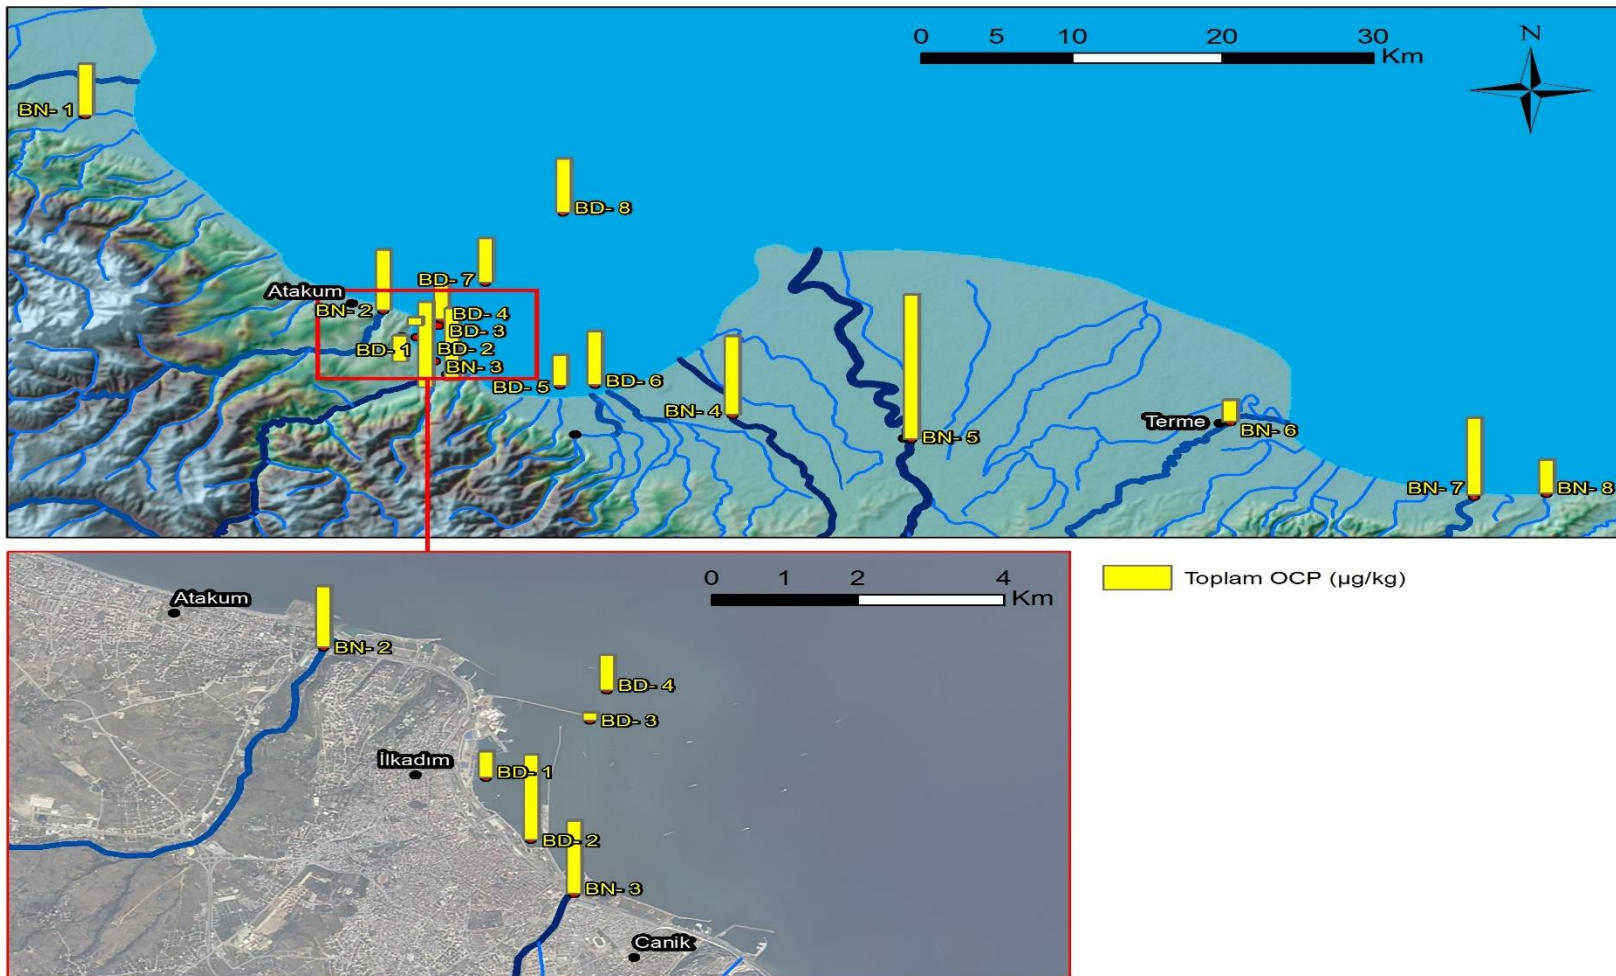 0 5 10 20 30
Km
N
BN- 1
BD- 8
BD- 7
Atakum
BN- 2
BD- 4
BD- 3
BD- 1
BD- 2
BN- 3
BD- 5
BD- 6
BN- 4
BN- 5
Terme
BN- 6
BN- 7
BN- 8
0 1 2 4
Km
Atakum
BN- 2
BD- 4
BD- 3
İlkadım
BD- 1
BD- 2
BN- 3
Canik
Toplam OCP (µg/kg)